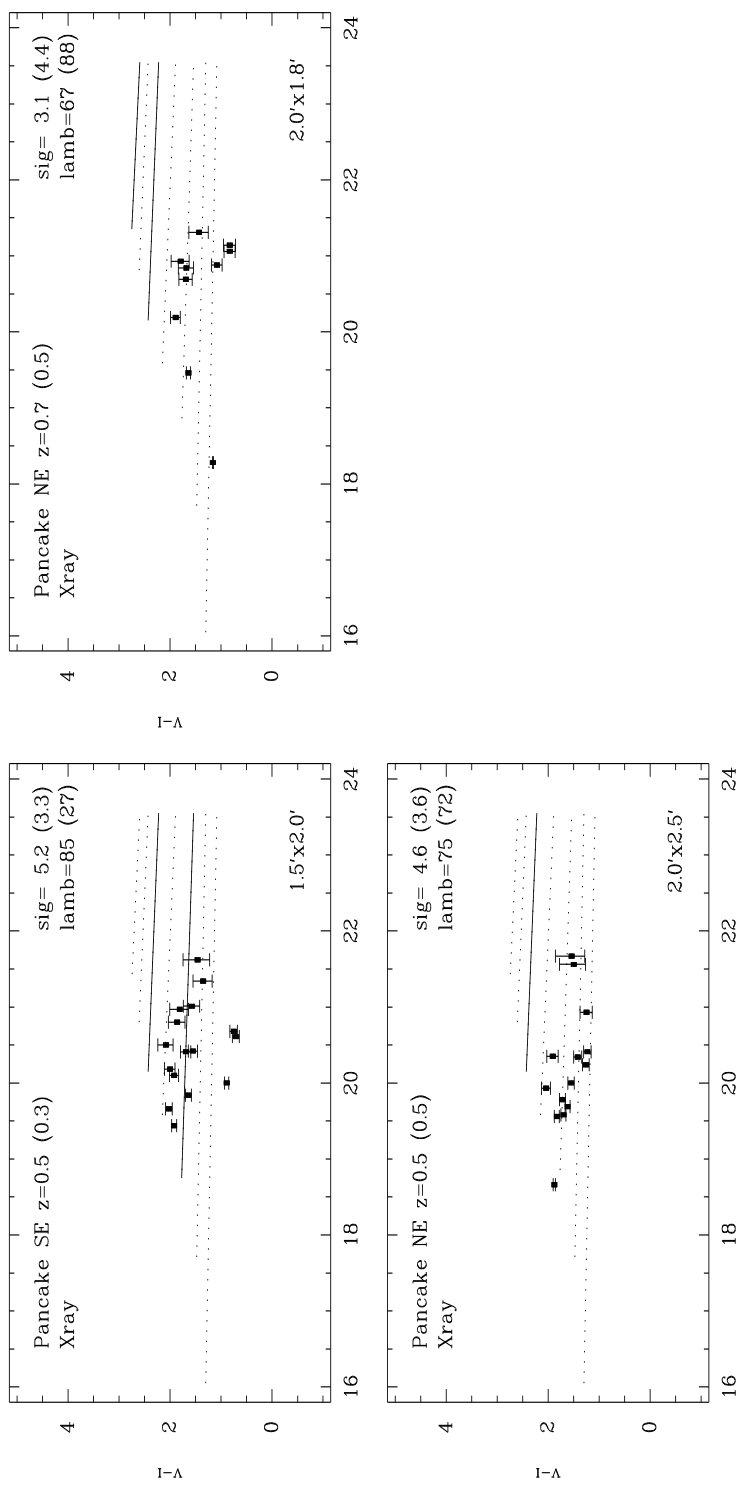 Pancake SE z=0.5 (0.3)
Xray
sig= 5.2 (3.3)
lamb=85 (27)
1.5'x2.0'
V-I
4
2
0
16
18
20
22
24
Pancake NE z=0.7 (0.5)
Xray
sig= 3.1 (4.4)
lamb=67 (88)
2.0'x1.8'
V-I
4
2
0
16
18
20
22
24
Pancake NE z=0.5 (0.5)
Xray
sig= 4.6 (3.6)
lamb=75 (72)
2.0'x2.5'
V-I
4
2
0
16
18
20
22
24